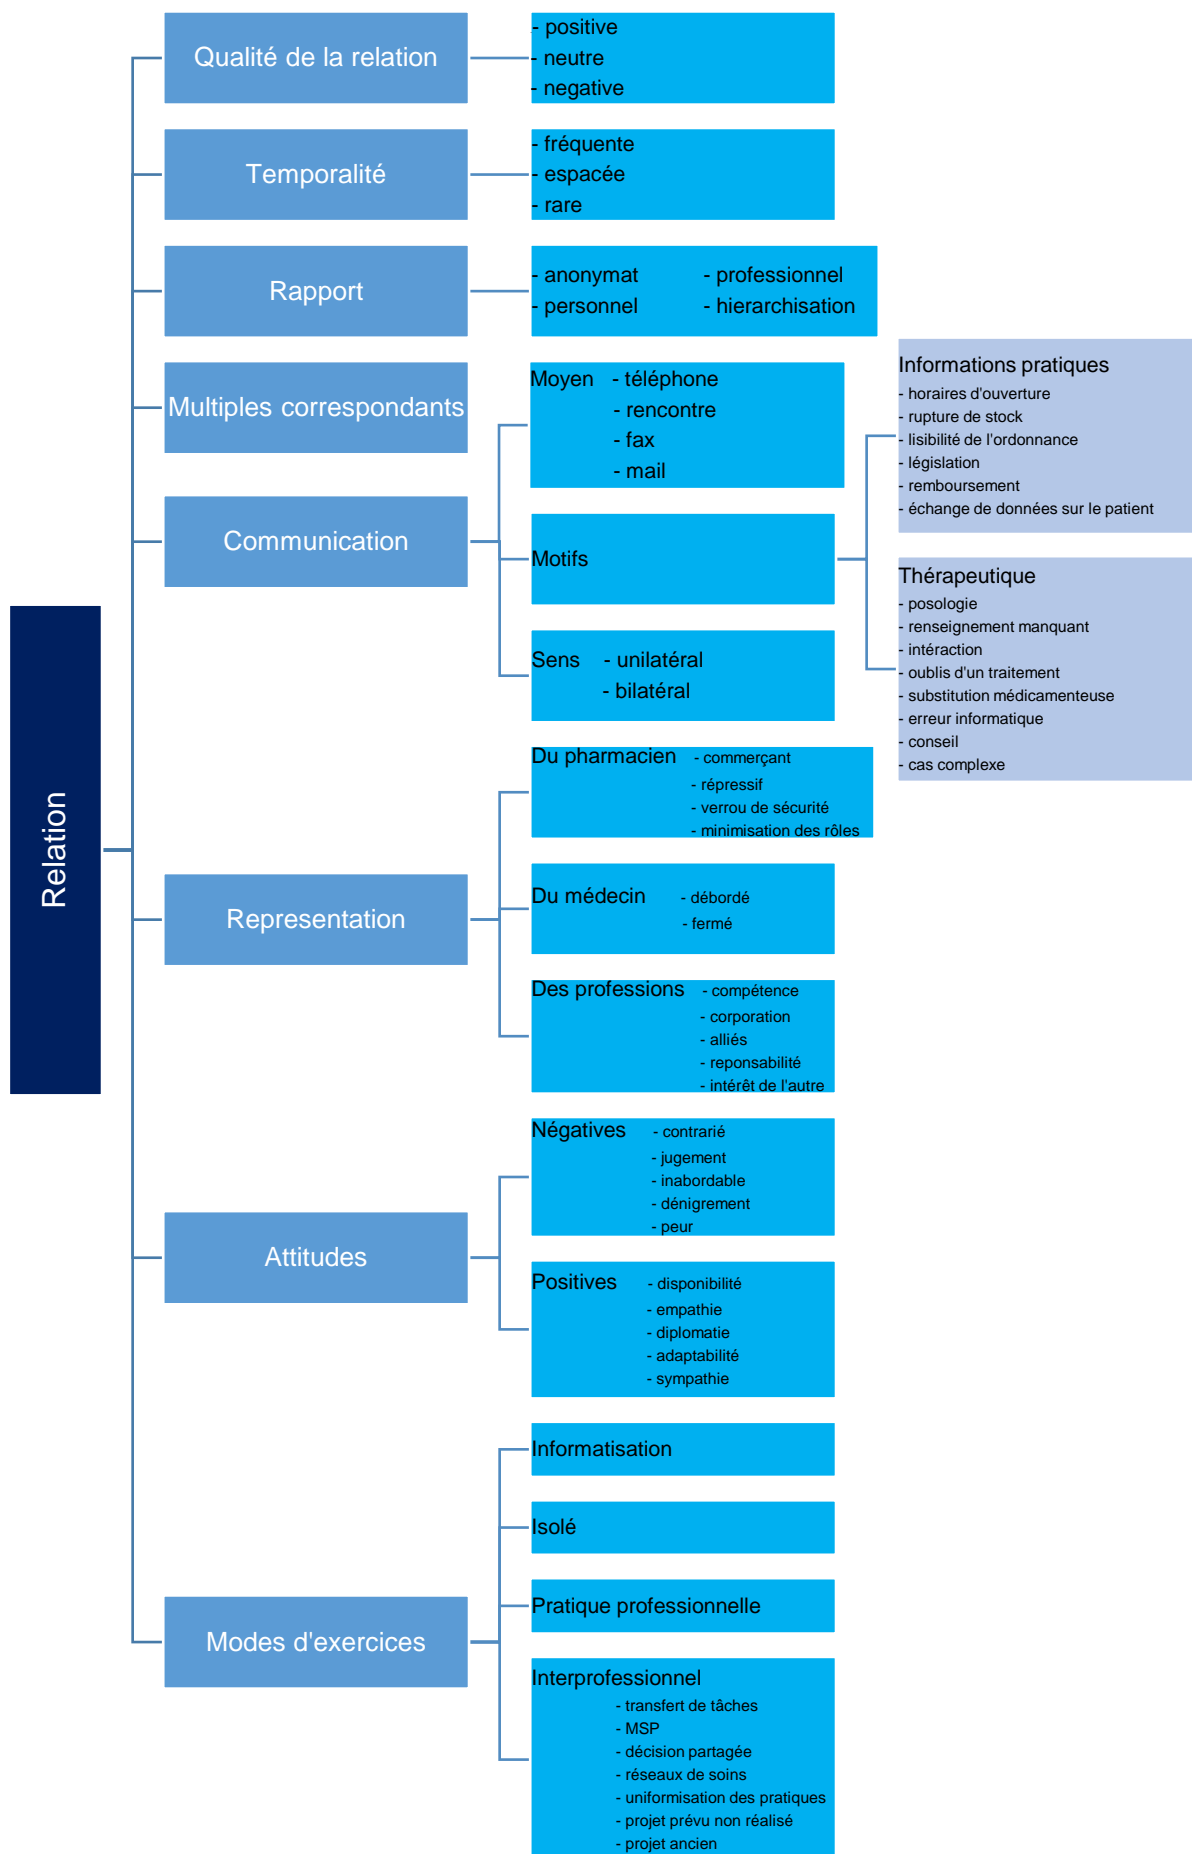 Relation
Qualité de la relation
- positive
- neutre
- negative
Temporalité
- fréquente
- espacée
- rare
Rapport
- anonymat - professionnel
- personnel - hierarchisation
Multiples correspondants
Communication
Moyen - téléphone
- rencontre
- fax
- mail
Motifs
Informations pratiques
- horaires d'ouverture
- rupture de stock
- lisibilité de l'ordonnance
- législation
- remboursement
- échange de données sur le patient
Thérapeutique
- posologie
- renseignement manquant
- intéraction
- oublis d'un traitement
- substitution médicamenteuse
- erreur informatique
- conseil
- cas complexe
Sens - unilatéral
- bilatéral
Representation
Du pharmacien - commerçant
- répressif
- verrou de sécurité
- minimisation des rôles
Du médecin - débordé
- fermé
Des professions - compétence
- corporation
- alliés
- reponsabilité
- intérêt de l'autre
Attitudes
Négatives - contrarié
- jugement
- inabordable
- dénigrement
- peur
Positives - disponibilité
- empathie
- diplomatie
- adaptabilité
- sympathie
Modes d'exercices
Informatisation
Isolé
Pratique professionnelle
Interprofessionnel
- transfert de tâches
- MSP
- décision partagée
- réseaux de soins
- uniformisation des pratiques
- projet prévu non réalisé
- projet ancien